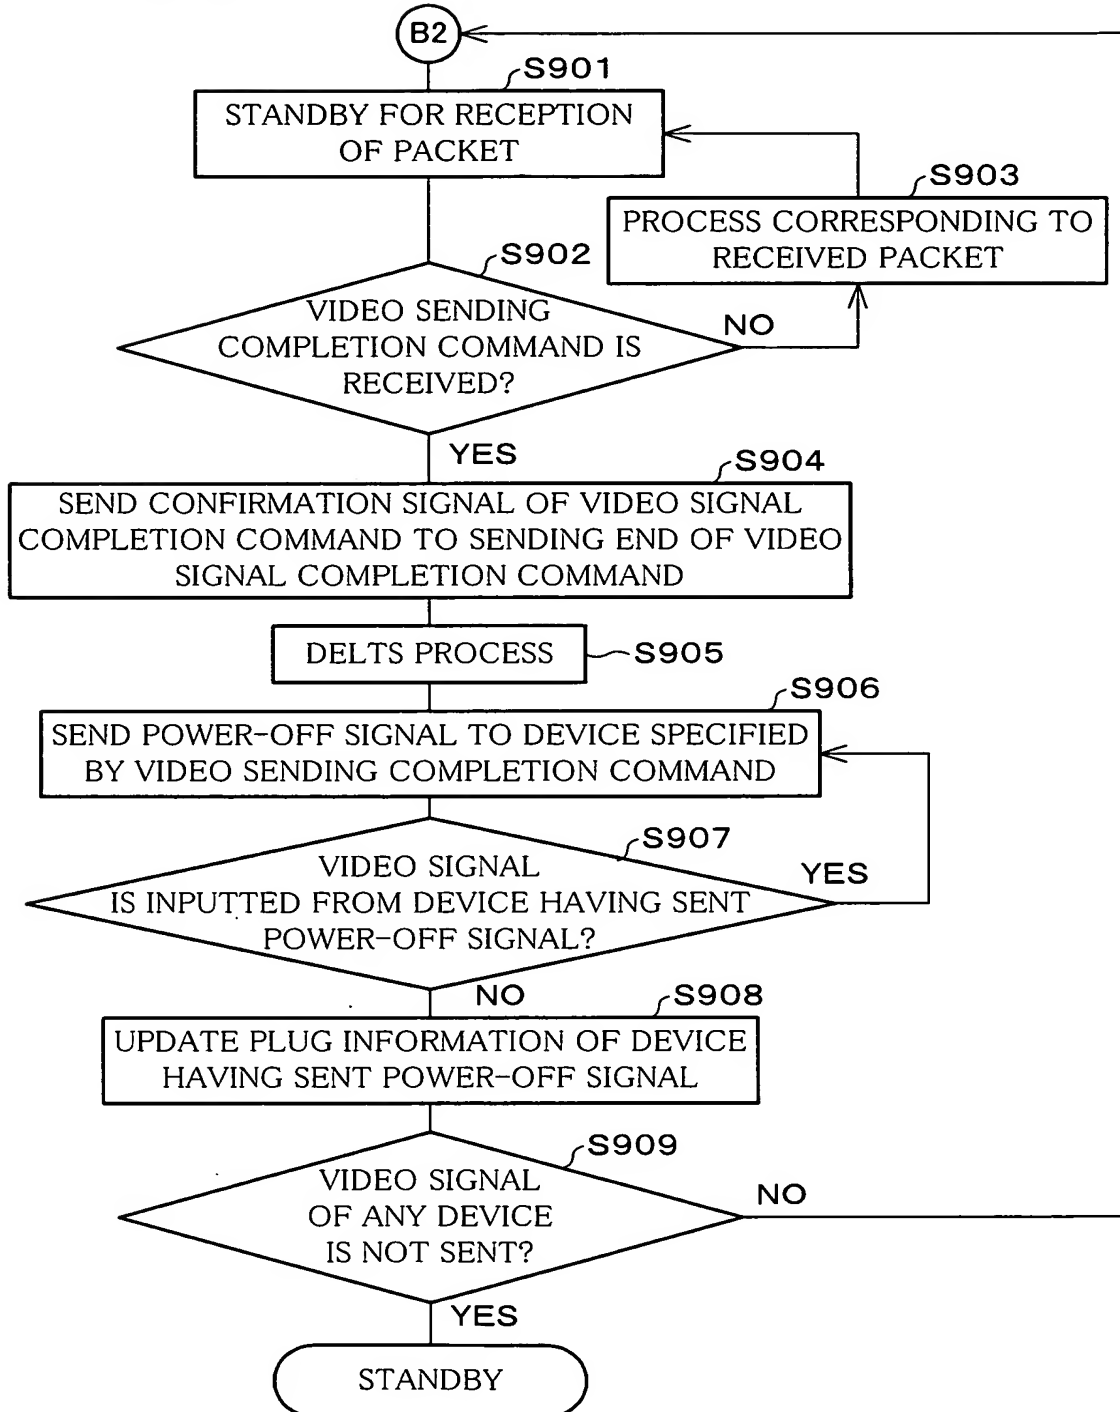 B2
S901
STANDBY FOR RECEPTION
OF PACKET
S903
PROCESS CORRESPONDING TO
RECEIVED PACKET
S902
VIDEO SENDING
COMPLETION COMMAND IS
RECEIVED?
NO
YES
S904
SEND CONFIRMATION SIGNAL OF VIDEO SIGNAL
COMPLETION COMMAND TO SENDING END OF VIDEO
SIGNAL COMPLETION COMMAND
DELTS PROCESS
S905
S906
SEND POWER-OFF SIGNAL TO DEVICE SPECIFIED
BY VIDEO SENDING COMPLETION COMMAND
S907
VIDEO SIGNAL
IS INPUTTED FROM DEVICE HAVING SENT
POWER-OFF SIGNAL?
YES
NO
S908
UPDATE PLUG INFORMATION OF DEVICE
HAVING SENT POWER-OFF SIGNAL
S909
VIDEO SIGNAL
OF ANY DEVICE
IS NOT SENT?
NO
YES
STANDBY